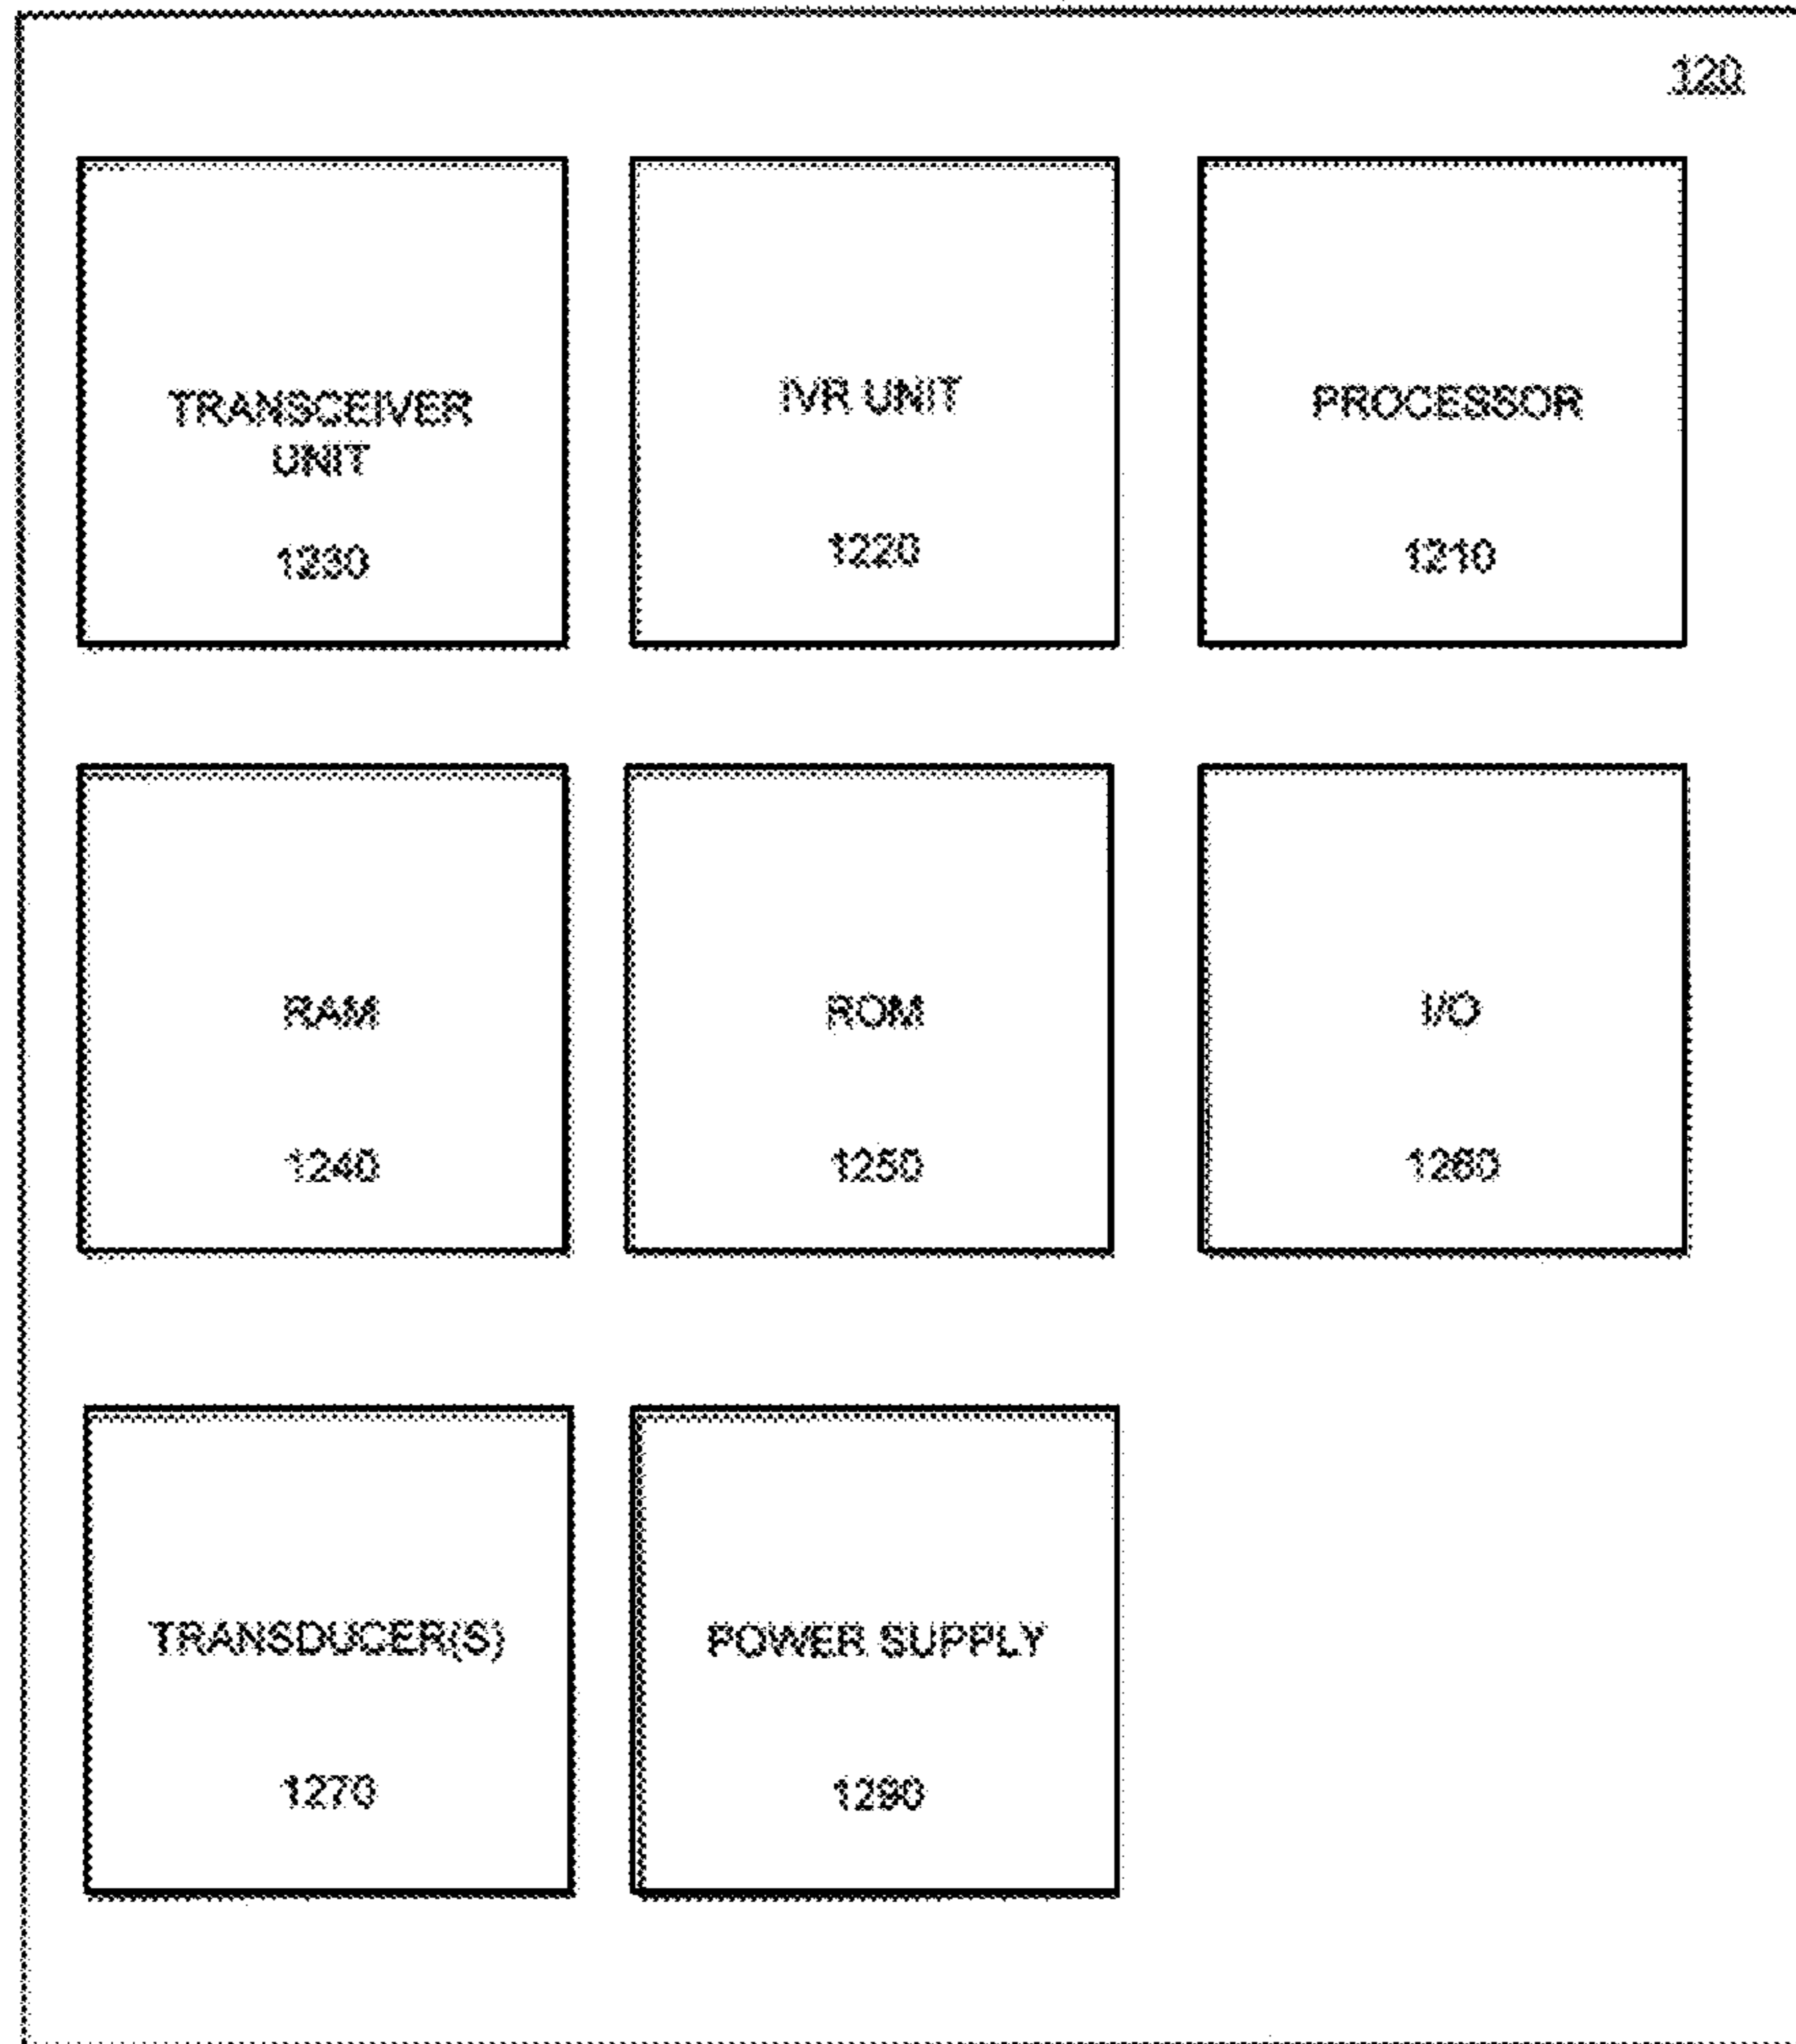 120
TRANSCEIVER
UNIT
1230
IVR UNIT
1220
PROCESSOR
1210
RAM
1240
ROM
1250
I/O
1260
TRANSDUCER(S)
1270
POWER SUPPLY
1290